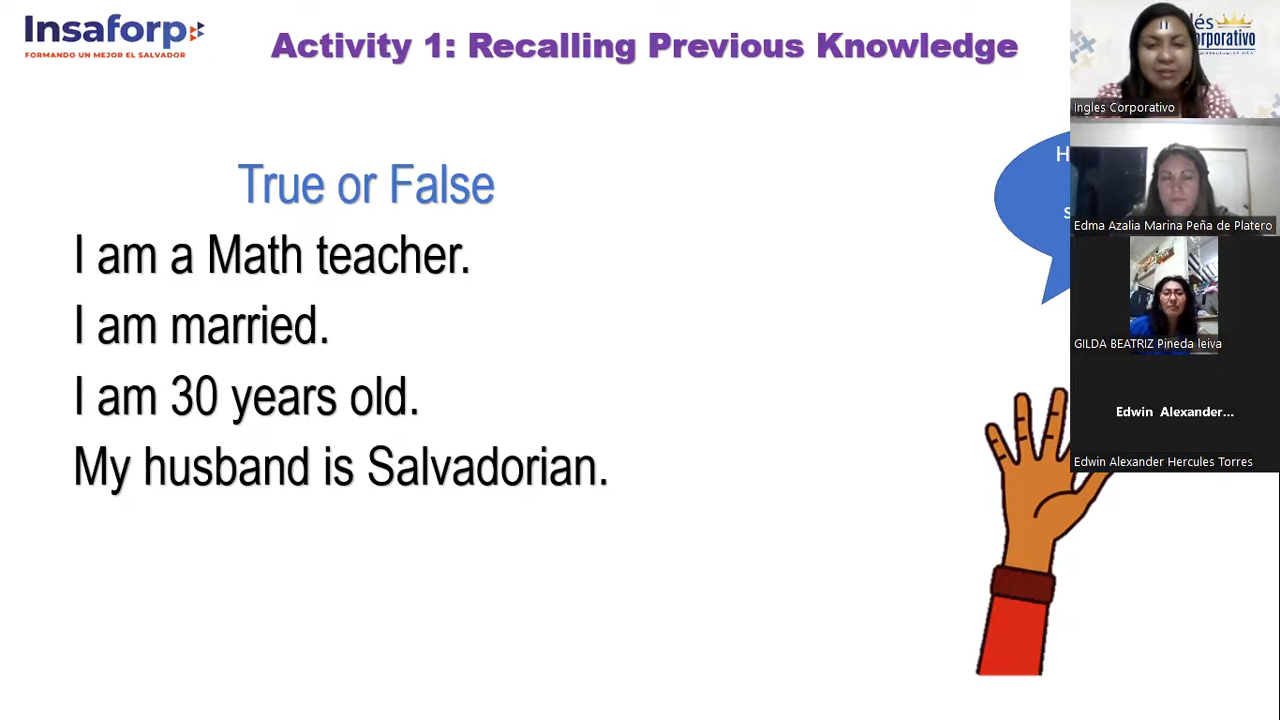 Insaforp
FORMANDO UN MEJOR EL SALVADOR
Activity 1: Recalling Previous Knowledge
True or False
I am a Math teacher.
I am married.
I am 30 years old.
My husband is Salvadorian.
Ingles Corporativo
Edma Azalia Marina Peña de Platero
GILDA BEATRIZ Pineda leiva
Edwin Alexander...
Edwin Alexander Hercules Torres